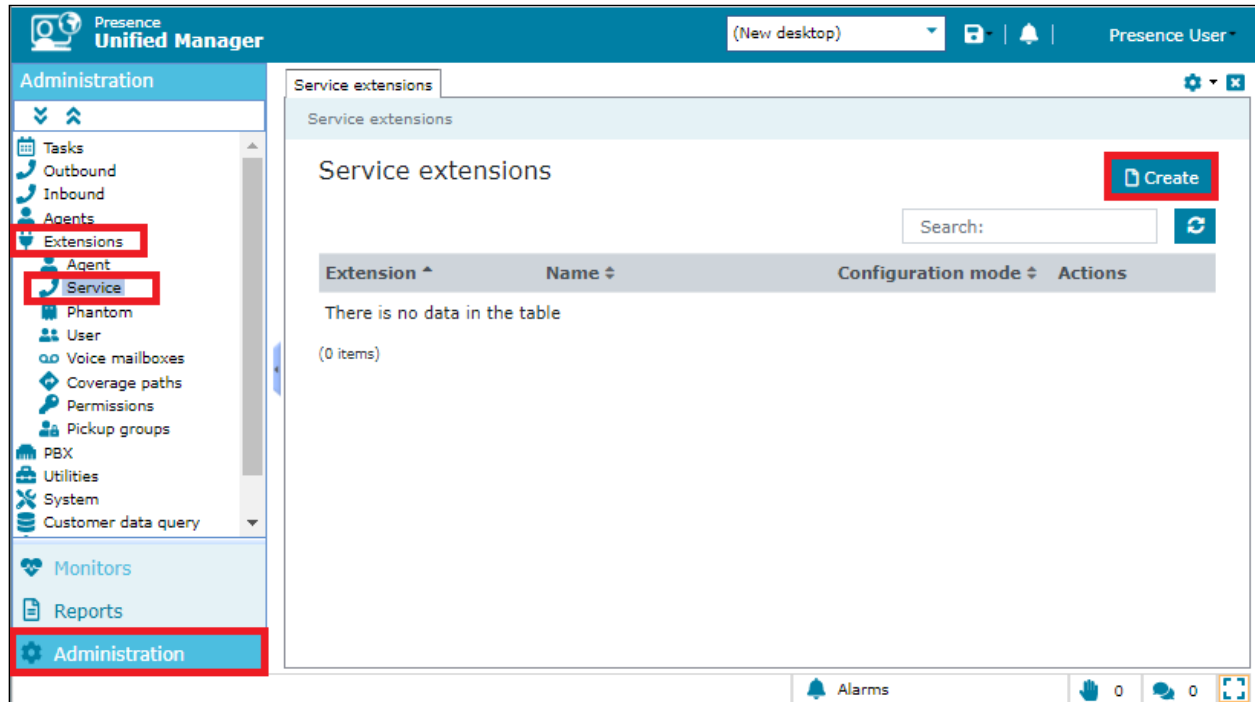 Presence
Unified Manager
(New desktop)
Presence User
Administration
Service extensions
Service extensions
Tasks
Outbound
Inbound
Agents
Extensions
Agent
Service
Phantom
User
Voice mailboxes
Coverage paths
Permissions
Pickup groups
PBX
Utilities
System
Customer data query
Monitors
Reports
Administration
Service extensions
Create
Search:
Extension Name Configuration mode Actions
There is no data in the table
(0 items)
Alarms 0 0